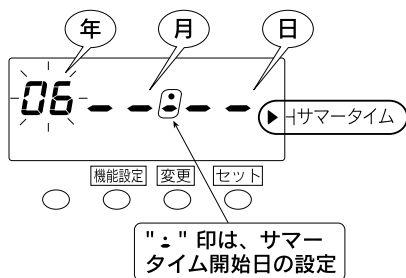 年 月 日
06 - - : - -
▶ サマータイム
機能設定 変更 セット
"÷" 印は、サマー
タイム開始日の設定